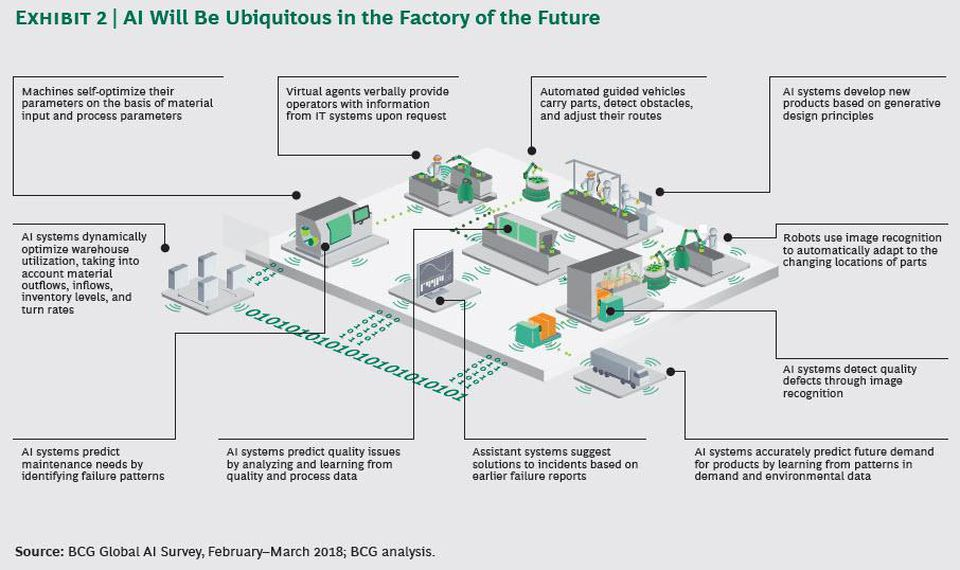 EXHIBIT 2 | AI Will Be Ubiquitous in the Factory of the Future
Machines self-optimize their
parameters on the basis of material
input and process parameters
Virtual agents verbally provide
operators with information
from IT systems upon request
Automated guided vehicles
carry parts, detect obstacles,
and adjust their routes
AI systems develop new
products based on generative
design principles
AI systems dynamically
optimize warehouse
utilization, taking into
account material
outflows, inflows,
inventory levels, and
turn rates
Robots use image recognition
to automatically adapt to the
changing locations of parts
AI systems detect quality
defects through image
recognition
AI systems predict
maintenance needs by
identifying failure patterns
AI systems predict quality issues
by analyzing and learning from
quality and process data
Assistant systems suggest
solutions to incidents based on
earlier failure reports
AI systems accurately predict future demand
for products by learning from patterns in
demand and environmental data
Source: BCG Global AI Survey, February–March 2018; BCG analysis.